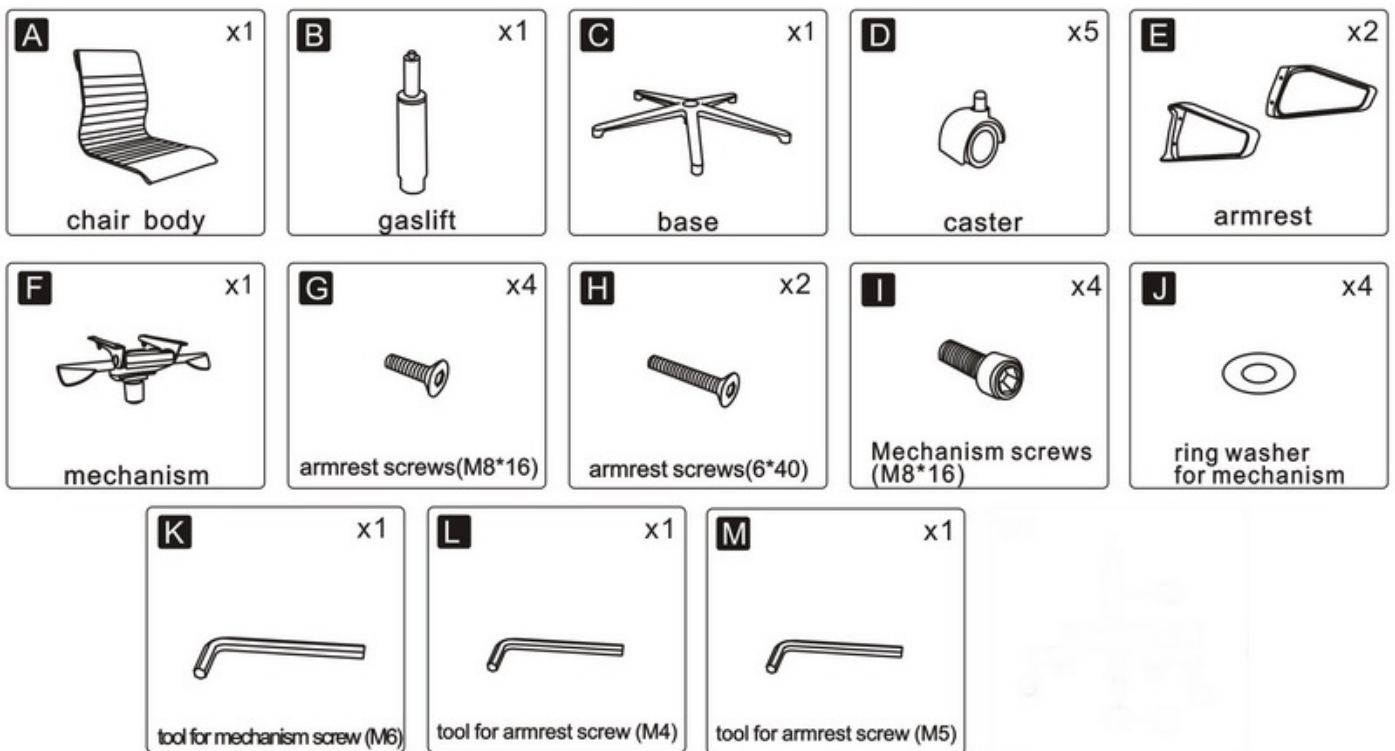 A x1
chair body
B x1
gaslift
C x1
base
D x5
caster
E x2
armrest
F x1
mechanism
G x4
armrest screws(M8*16)
H x2
armrest screws(6*40)
I x4
Mechanism screws
(M8*16)
J x4
ring washer
for mechanism
K x1
tool for mechanism screw (M6)
L x1
tool for armrest screw (M4)
M x1
tool for armrest screw (M5)